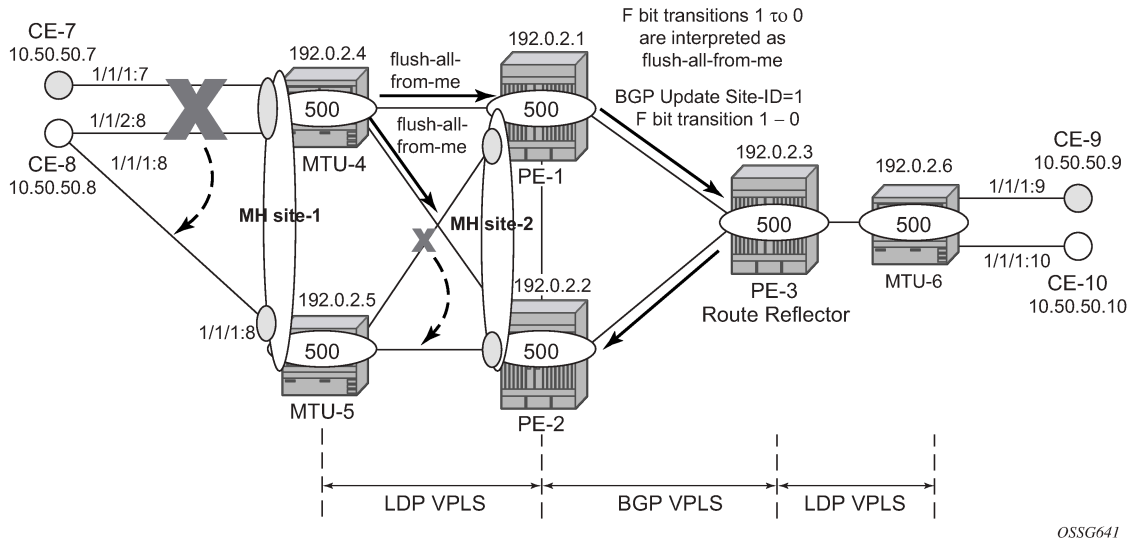 CE-7
10.50.50.7
1/1/1:7
1/1/2:8
CE-8
10.50.50.8
1/1/1:8
192.0.2.4
500
MTU-4
MH site-1
192.0.2.5
1/1/1:8
500
MTU-5
flush-all-
from-me
flush-all-
from-me
192.0.2.1
500
PE-1
MH site-2
192.0.2.2
500
PE-2
F bit transitions 1 to 0
are interpreted as
flush-all-from-me
BGP Update Site-ID=1
F bit transition 1 – 0
192.0.2.3
500
PE-3
Route Reflector
192.0.2.6
500
MTU-6
CE-9
10.50.50.9
1/1/1:9
1/1/1:10
CE-10
10.50.50.10
LDP VPLS
BGP VPLS
LDP VPLS
OSSG641